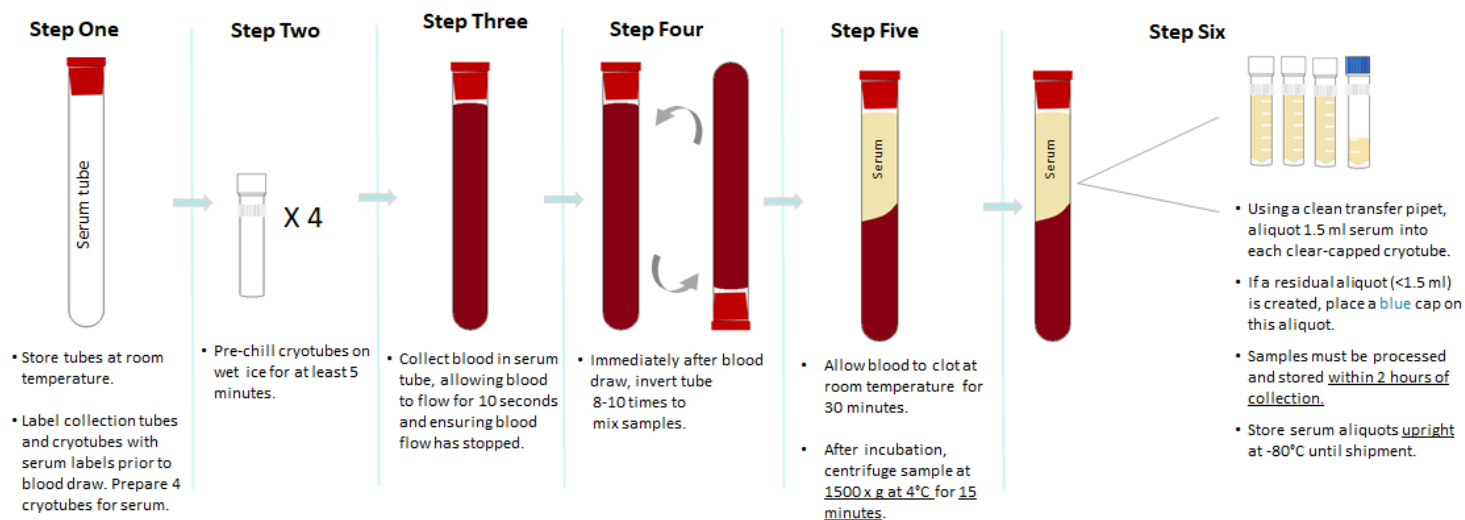 Step One
Serum tube
• Store tubes at room
temperature.
• Label collection tubes
and cryotubes with
serum labels prior to
blood draw. Prepare 4
cryotubes for serum.
Step Two
X 4
• Pre-chill cryotubes on
wet ice for at least 5
minutes.
Step Three
• Collect blood in serum
tube, allowing blood
to flow for 10 seconds
and ensuring blood
flow has stopped.
Step Four
• Immediately after blood
draw, invert tube
8-10 times to
mix samples.
Step Five
Serum
• Allow blood to clot at
room temperature for
30 minutes.
• After incubation,
centrifuge sample at
1500 x g at 4°C for 15
minutes.
Step Six
Serum
• Using a clean transfer pipet,
aliquot 1.5 ml serum into
each clear-capped cryotube.
• If a residual aliquot (<1.5 ml)
is created, place a blue cap on
this aliquot.
• Samples must be processed
and stored within 2 hours of
collection.
• Store serum aliquots upright
at -80°C until shipment.